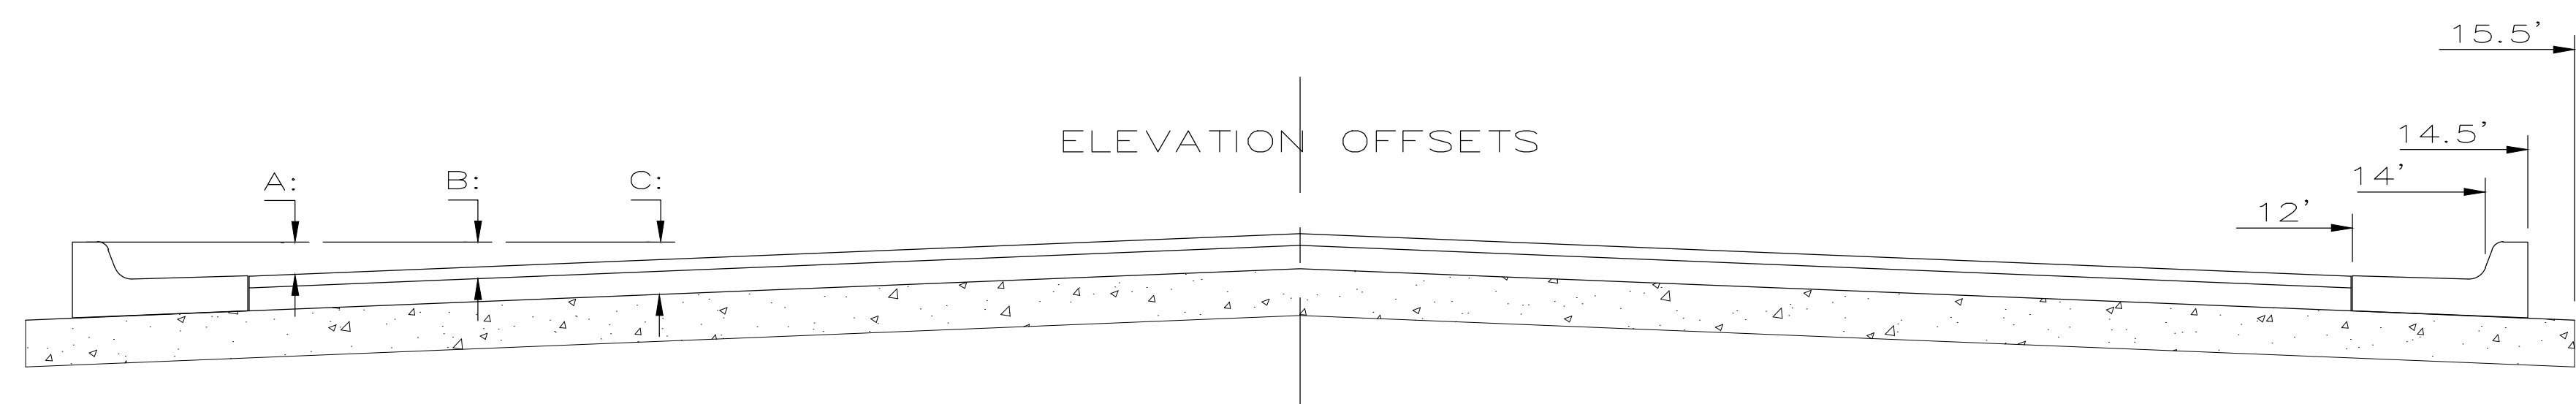 15.5’
ELEVATION OFFSETS
14.5’
A: B: C:
14’
12’